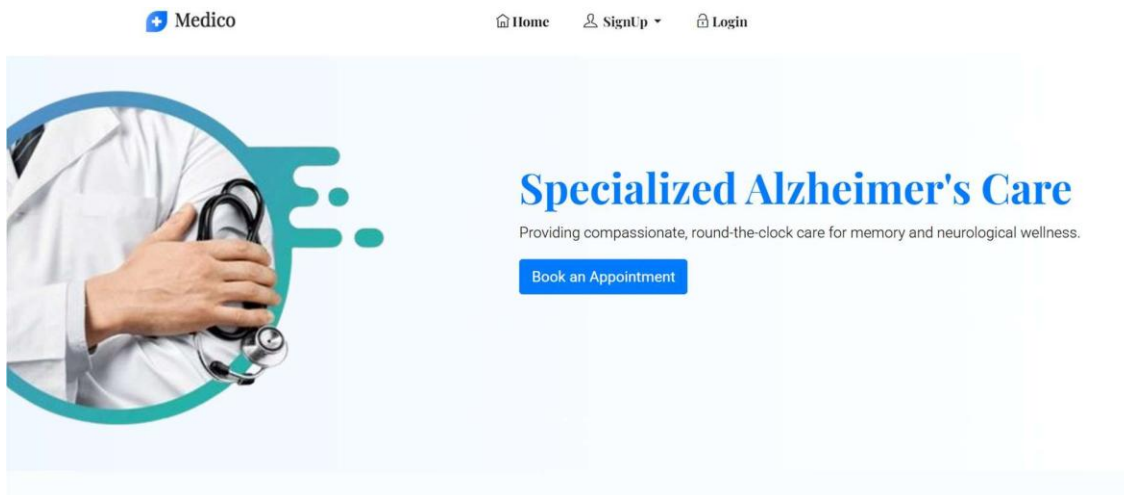 Medico
Home
SignUp
Login
Specialized Alzheimer's Care
Providing compassionate, round-the-clock care for memory and neurological wellness.
Book an Appointment